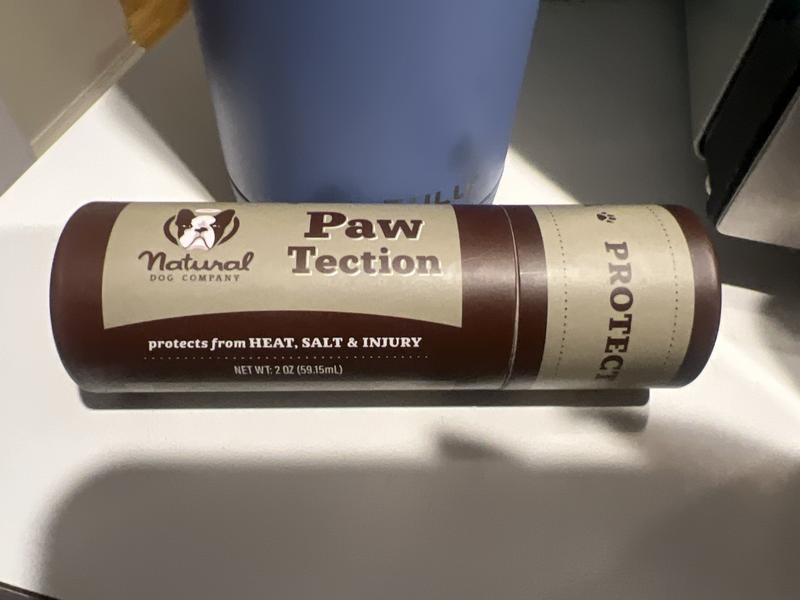 Natural
DOG COMPANY
Paw
Tection
protects from HEAT, SALT & INJURY
NET WT: 2 OZ (59.15mL)
PROTECT